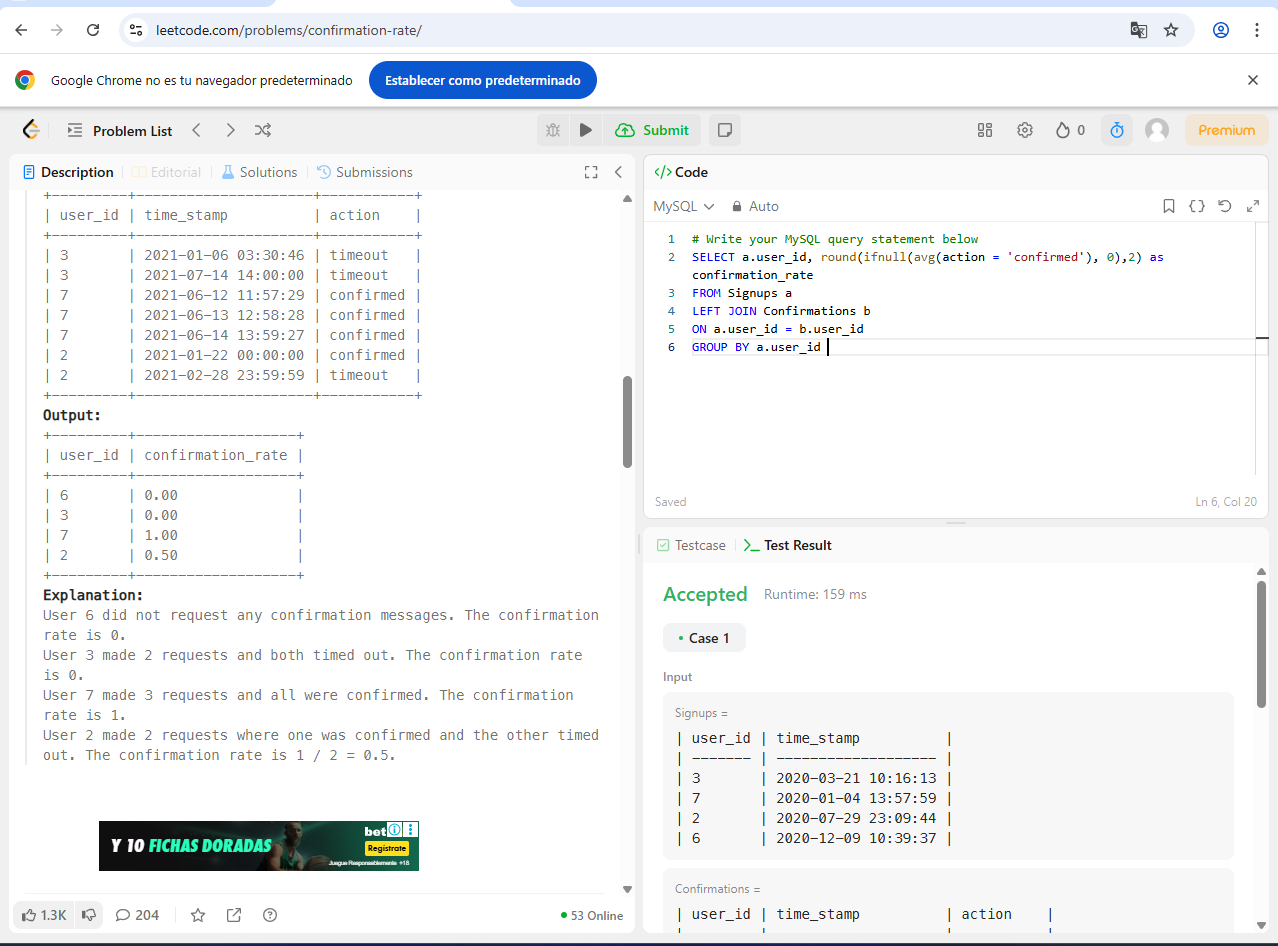 leetcode.com/problems/confirmation-rate/
Google Chrome no es tu navegador predeterminado
Establecer como predeterminado
Problem List
Submit
0
Premium
Description
Editorial
Solutions
Submissions
+---------+---------------------+-----------+
| user_id | time_stamp          | action    |
+---------+---------------------+-----------+
| 3       | 2021-01-06 03:30:46 | timeout   |
| 3       | 2021-07-14 14:00:00 | timeout   |
| 7       | 2021-06-12 11:57:29 | confirmed |
| 7       | 2021-06-13 12:58:28 | confirmed |
| 7       | 2021-06-14 13:59:27 | confirmed |
| 2       | 2021-01-22 00:00:00 | confirmed |
| 2       | 2021-02-28 23:59:59 | timeout   |
+---------+---------------------+-----------+
Output:
+---------+-------------------+
| user_id | confirmation_rate |
+---------+-------------------+
| 6       | 0.00              |
| 3       | 0.00              |
| 7       | 1.00              |
| 2       | 0.50              |
+---------+-------------------+
Explanation:
User 6 did not request any confirmation messages. The confirmation
rate is 0.
User 3 made 2 requests and both timed out. The confirmation rate
is 0.
User 7 made 3 requests and all were confirmed. The confirmation
rate is 1.
User 2 made 2 requests where one was confirmed and the other timed
out. The confirmation rate is 1 / 2 = 0.5.
Y 10 FICHAS DORADAS
bet
Regístrate
Juegue Responsablemente +18
1.3K
204
53 Online
Code
MySQL
Auto
1 # Write your MySQL query statement below
2 SELECT a.user_id, round(ifnull(avg(action = 'confirmed'), 0),2) as
confirmation_rate
3 FROM Signups a
4 LEFT JOIN Confirmations b
5 ON a.user_id = b.user_id
6 GROUP BY a.user_id
Saved
Ln 6, Col 20
Testcase
Test Result
Accepted
Runtime: 159 ms
Case 1
Input
Signups =
| user_id | time_stamp          |
| ------- | ------------------- |
| 3       | 2020-03-21 10:16:13 |
| 7       | 2020-01-04 13:57:59 |
| 2       | 2020-07-29 23:09:44 |
| 6       | 2020-12-09 10:39:37 |
Confirmations =
| user_id | time_stamp          | action    |